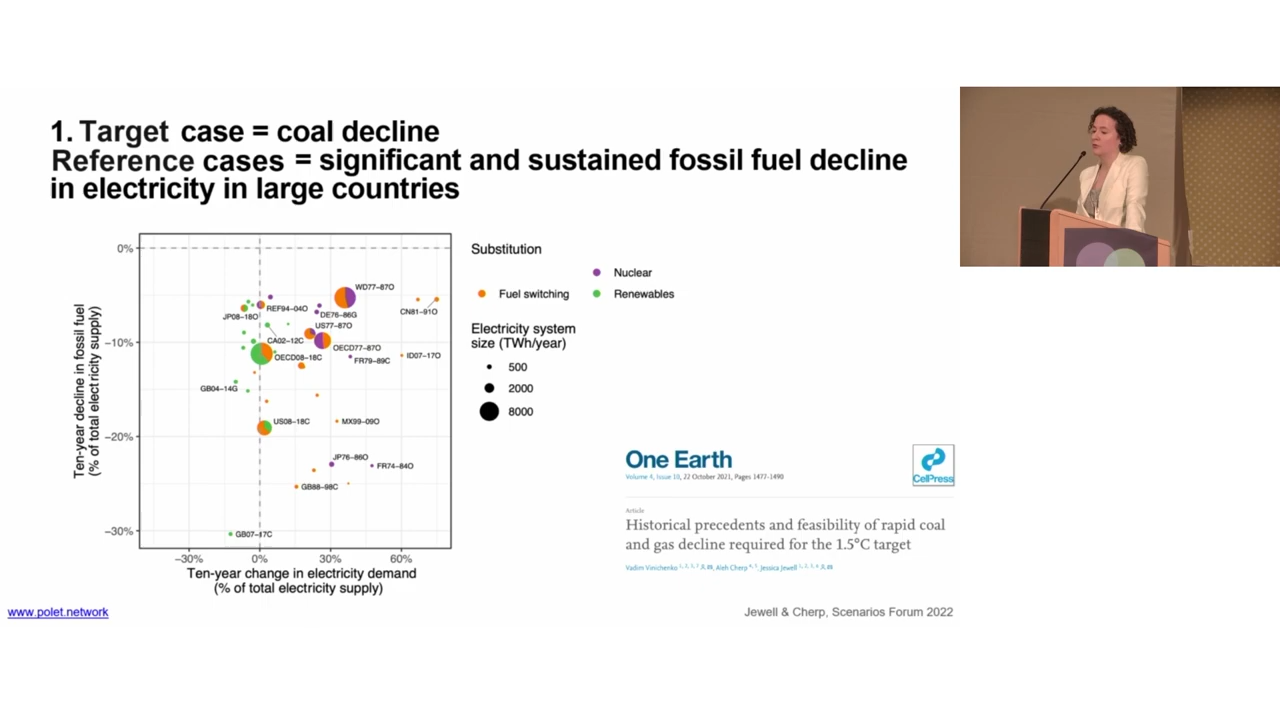 1. Target case = coal decline
Reference cases = significant and sustained fossil fuel decline
in electricity in large countries
Ten-year decline in fossil fuel
(% of total electricity supply)
0%
−10%
−20%
−30%
WD77-87O
CN81-91O
REF94-04O
JP08-18O
DE76-86G
US77-87O
CA02-12C
OECD77-87O
OECD08-18C
FR79-89C
ID07-17O
GB04-14G
US08-18C
MX99-09O
JP76-86O
FR74-84O
GB88-98C
GB07-17C
−30%
0%
30%
60%
Ten-year change in electricity demand
(% of total electricity supply)
Substitution
Nuclear
Fuel switching
Renewables
Electricity system
size (TWh/year)
500
2000
8000
One Earth
Volume 4, Issue 10, 22 October 2021, Pages 1477-1490
CelPress
Article
Historical precedents and feasibility of rapid coal
and gas decline required for the 1.5°C target
Vadim Vinichenko, Aleh Cherp, Jessica Jewell
www.polet.network
Jewell & Cherp, Scenarios Forum 2022